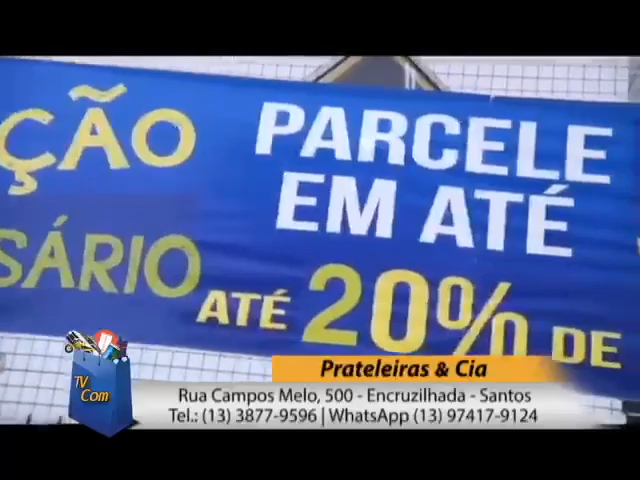 ÇÃO
SÁRIO
PARCELE
EM ATÉ
ATÉ 20% DE
Prateleiras & Cia
TV
Com
Rua Campos Melo, 500 - Encruzilhada - Santos
Tel.: (13) 3877-9596 | WhatsApp (13) 97417-9124